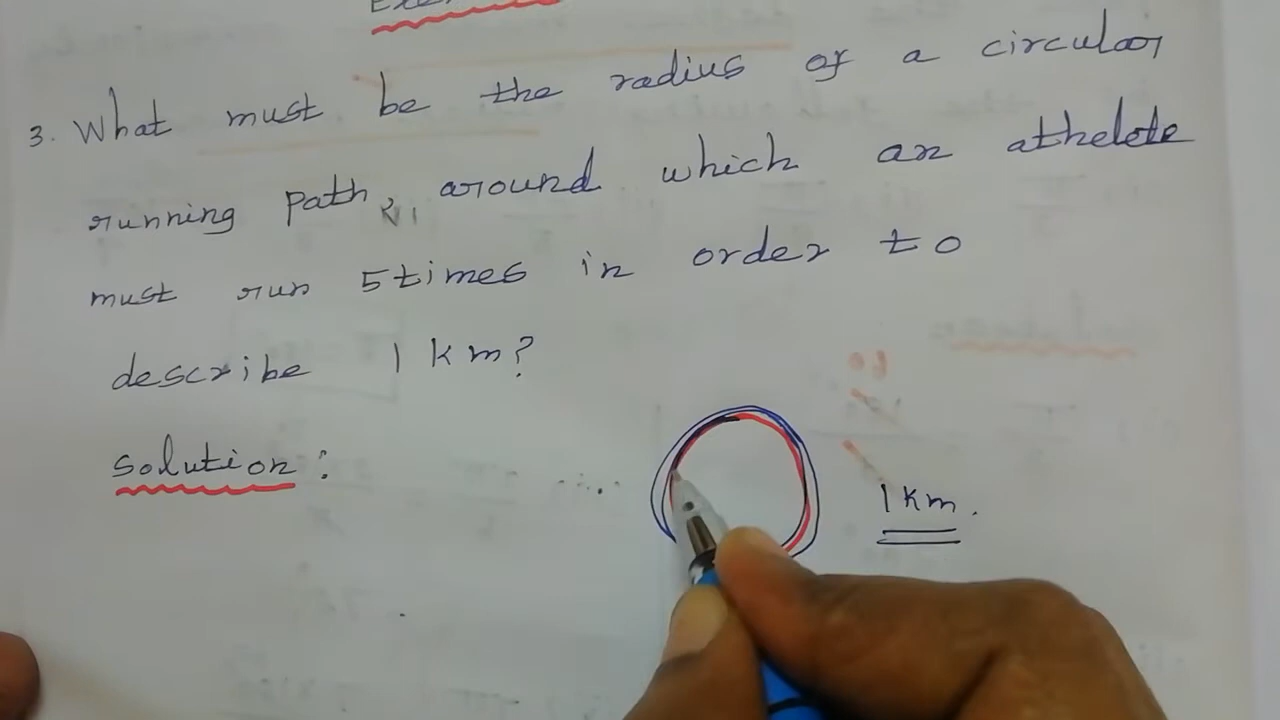 3. What must be the radius of a circular
running path, around which an athelete
must run 5 times in order to
describe 1 km?
Solution:
1 km.